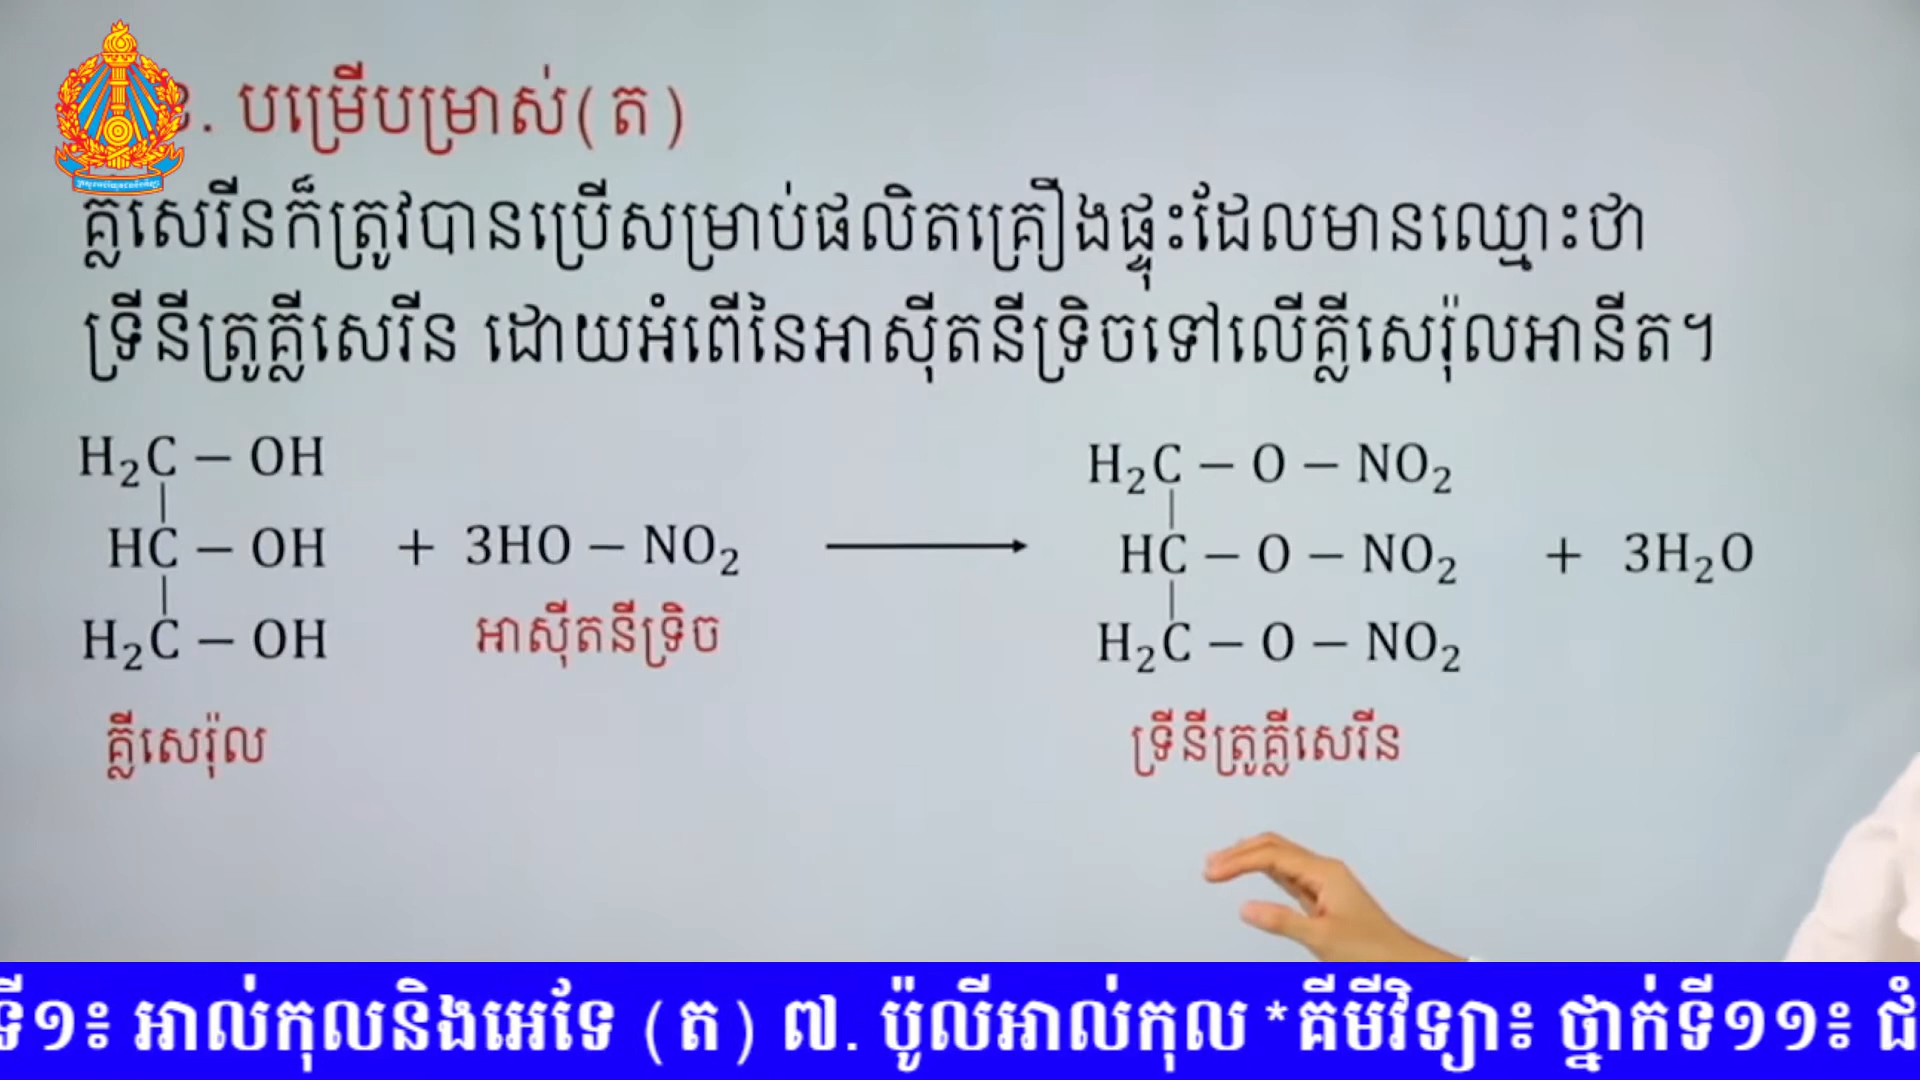 . បម្រើបម្រាស់(ត)
គ្លីសេរីនក៏ត្រូវបានប្រើសម្រាប់ផលិតគ្រឿងផ្ទុះដែលមានឈ្មោះថា
ទ្រីនីត្រូគ្លីសេរីន ដោយអំពើនៃអាស៊ីតនីទ្រិចទៅលើគ្លីសេរ៉ុលអានីត។
H₂C – OH
HC – OH + 3HO – NO₂
H₂C – OH
អាស៊ីតនីទ្រិច
គ្លីសេរ៉ុល
H₂C – O – NO₂
HC – O – NO₂ + 3H₂O
H₂C – O – NO₂
ទ្រីនីត្រូគ្លីសេរីន
ទី១៖ អាល់កុលនិងអេទែ (ត) ៧. ប៉ូលីអាល់កុល *គីមីវិទ្យា៖ ថ្នាក់ទី១១៖ ជំ